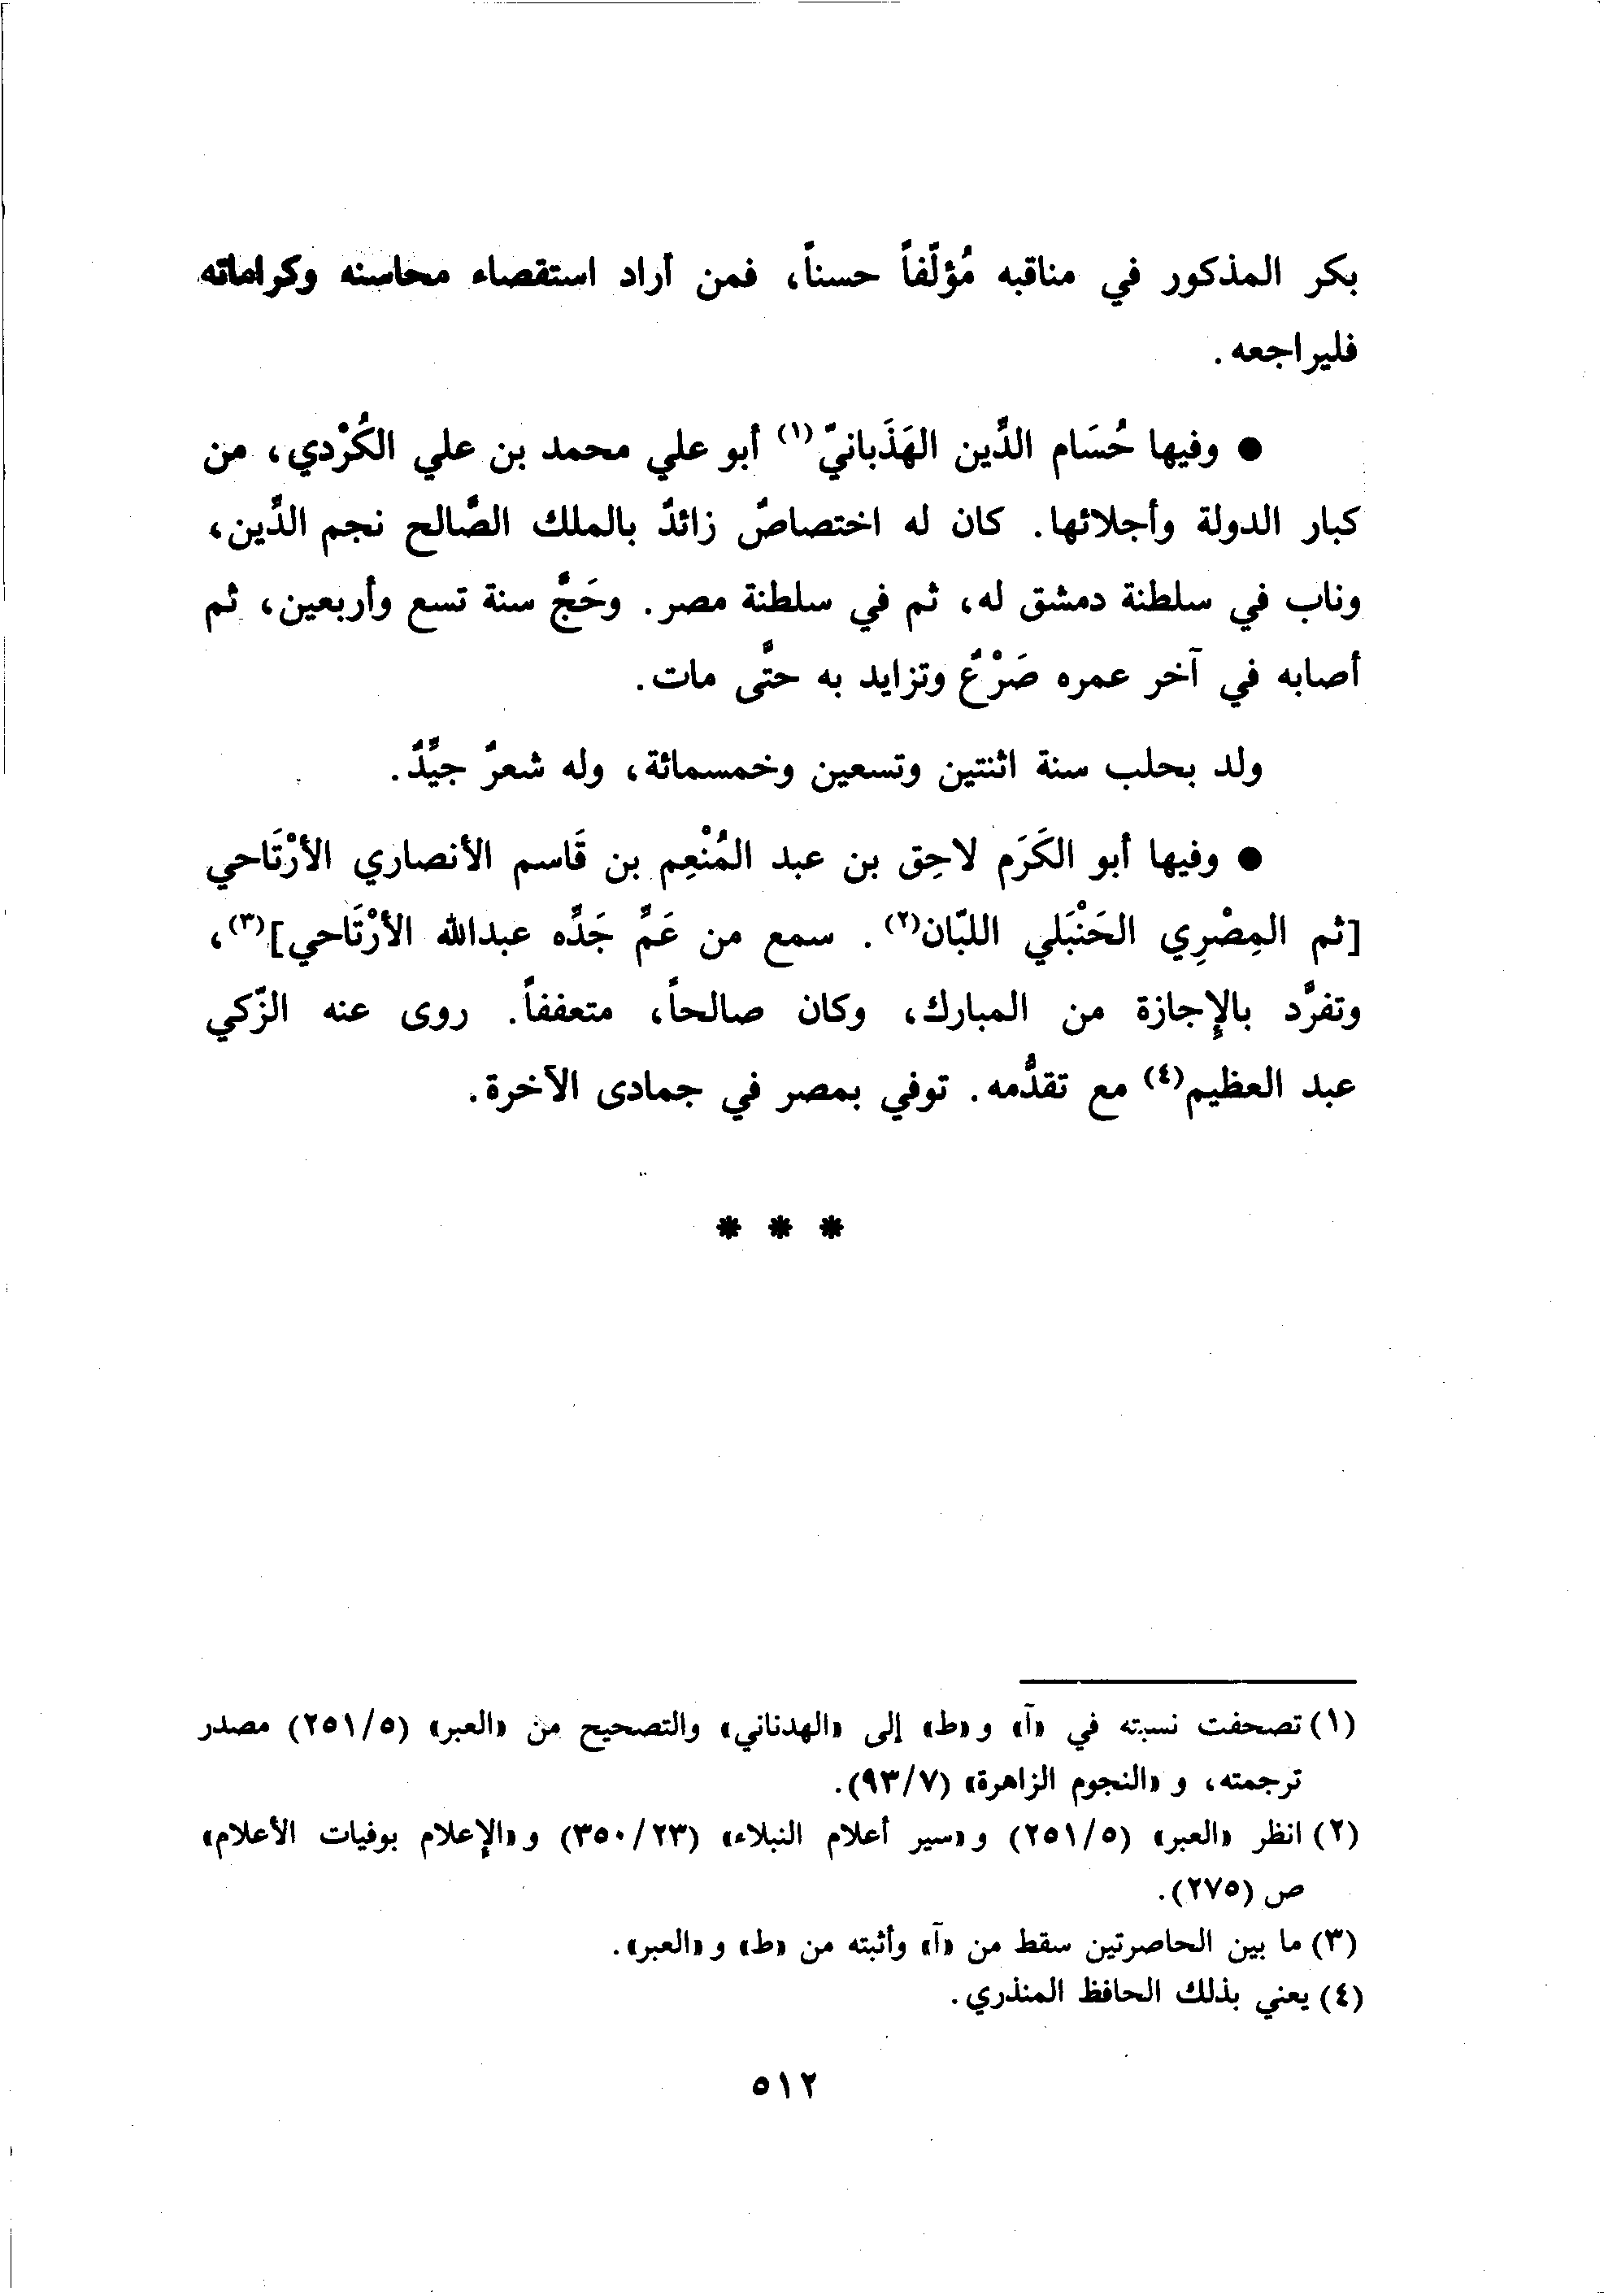 بكر المذكور في مناقبه مُؤلّفاً حسناً، فمن أراد استقصاء محاسنه وكراماته
فليراجعه.
● وفيها حُسَام الدِّين الهَذَبانيّ(١) أبو علي محمد بن علي الكُرْدي، من
كبار الدولة وأجلائها. كان له اختصاصٌ زائدٌ بالملك الصَّالح نجم الدِّين،
وناب في سلطنة دمشق له، ثم في سلطنة مصر. وحَجَّ سنة تسع وأربعين، ثم
أصابه في آخر عمره صَرْعٌ وتزايد به حتَّى مات.
ولد بحلب سنة اثنتين وتسعين وخمسمائة، وله شعرٌ جيِّدٌ.
● وفيها أبو الكَرَم لاحِق بن عبد المُنْعِم بن قَاسم الأنصاري الأرْتَاحي
[ثم المِصْرِي الحَنْبَلي اللبّان(٢). سمع من عَمِّ جَدِّه عبدالله الأرْتَاحي](٣)،
وتفرَّد بالإِجازة من المبارك، وكان صالحاً، متعففاً. روى عنه الزّكي
عبد العظيم(٤) مع تقدُّمه. توفي بمصر في جمادى الآخرة.
* * *
(١) تصحفت نسبته في «آ» و«ط» إلى «الهدناني» والتصحيح من «العبر» (٢٥١/٥) مصدر
ترجمته، و «النجوم الزاهرة» (٩٣/٧).
(٢) انظر «العبر» (٢٥١/٥) و«سير أعلام النبلاء» (٣٥٠/٢٣) و«الإعلام بوفيات الأعلام»
ص (٢٧٥).
(٣) ما بين الحاصرتين سقط من «آ» وأثبته من «ط» و«العبر».
(٤) يعني بذلك الحافظ المنذري.
٥١٢